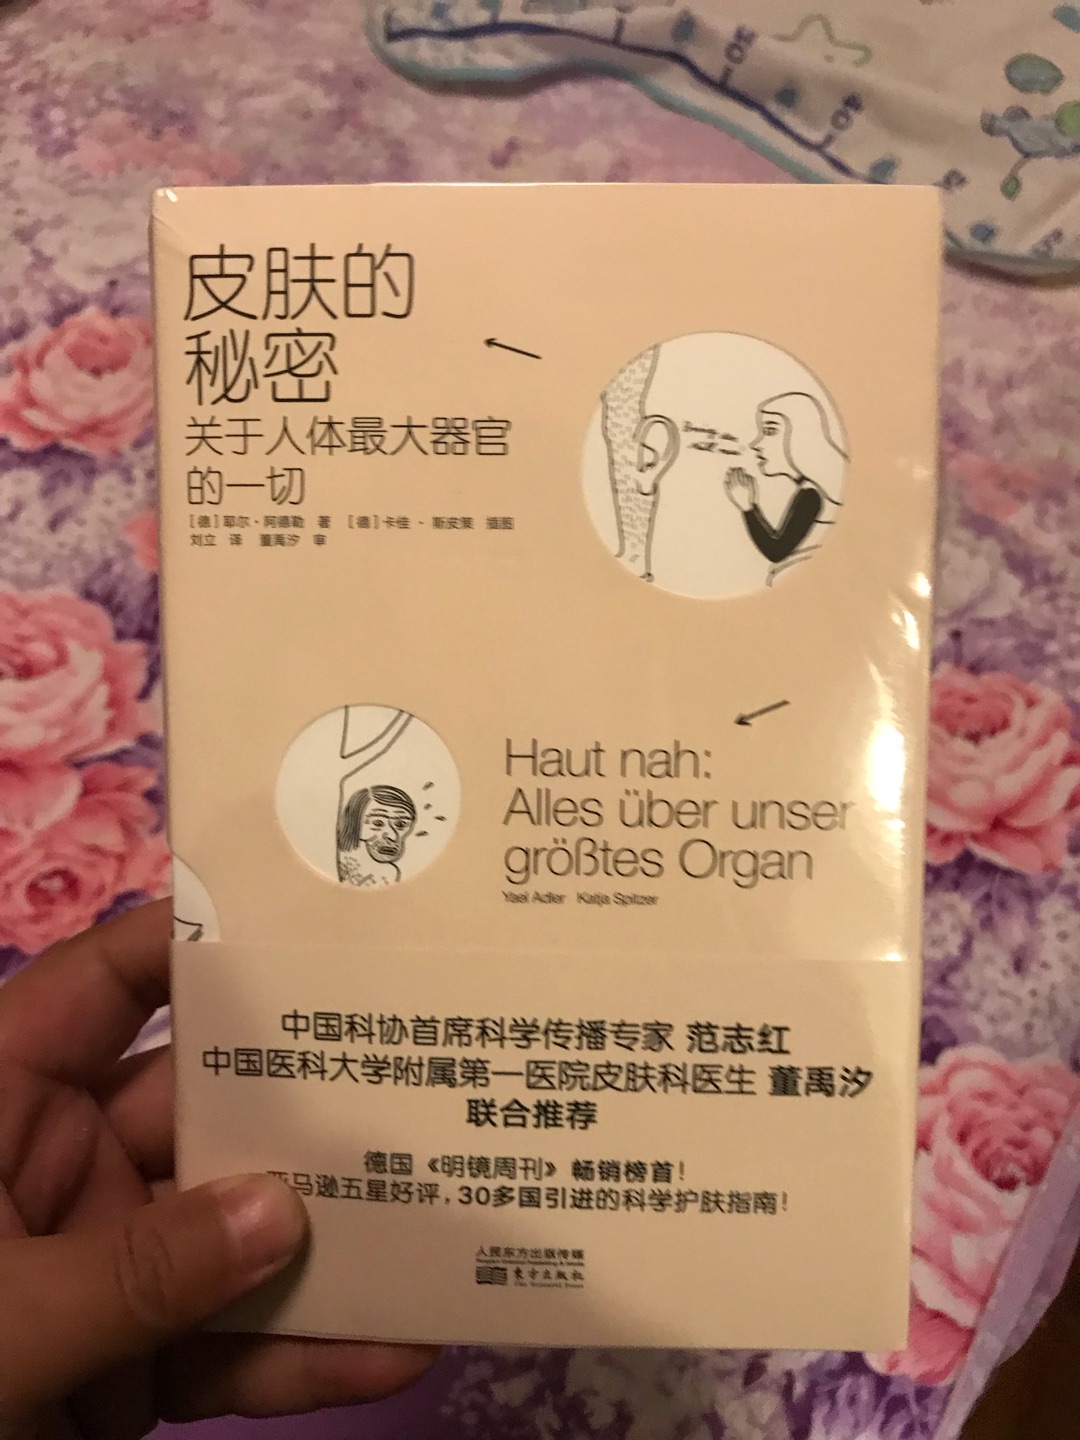 皮肤的
秘密
关于人体最大器官
的一切
[德]耶尔·阿德勒 著 [德]卡佳·斯皮策 插图
刘立 译 董禹汐 审
Haut nah:
Alles über unser
größtes Organ
Yael Adler Katja Spitzer
中国科协首席科学传播专家 范志红
中国医科大学附属第一医院皮肤科医生 董禹汐
联合推荐
德国《明镜周刊》畅销榜首!
亚马逊五星好评,30多国引进的科学护肤指南!
人民东方出版传媒
东方出版社
30
40